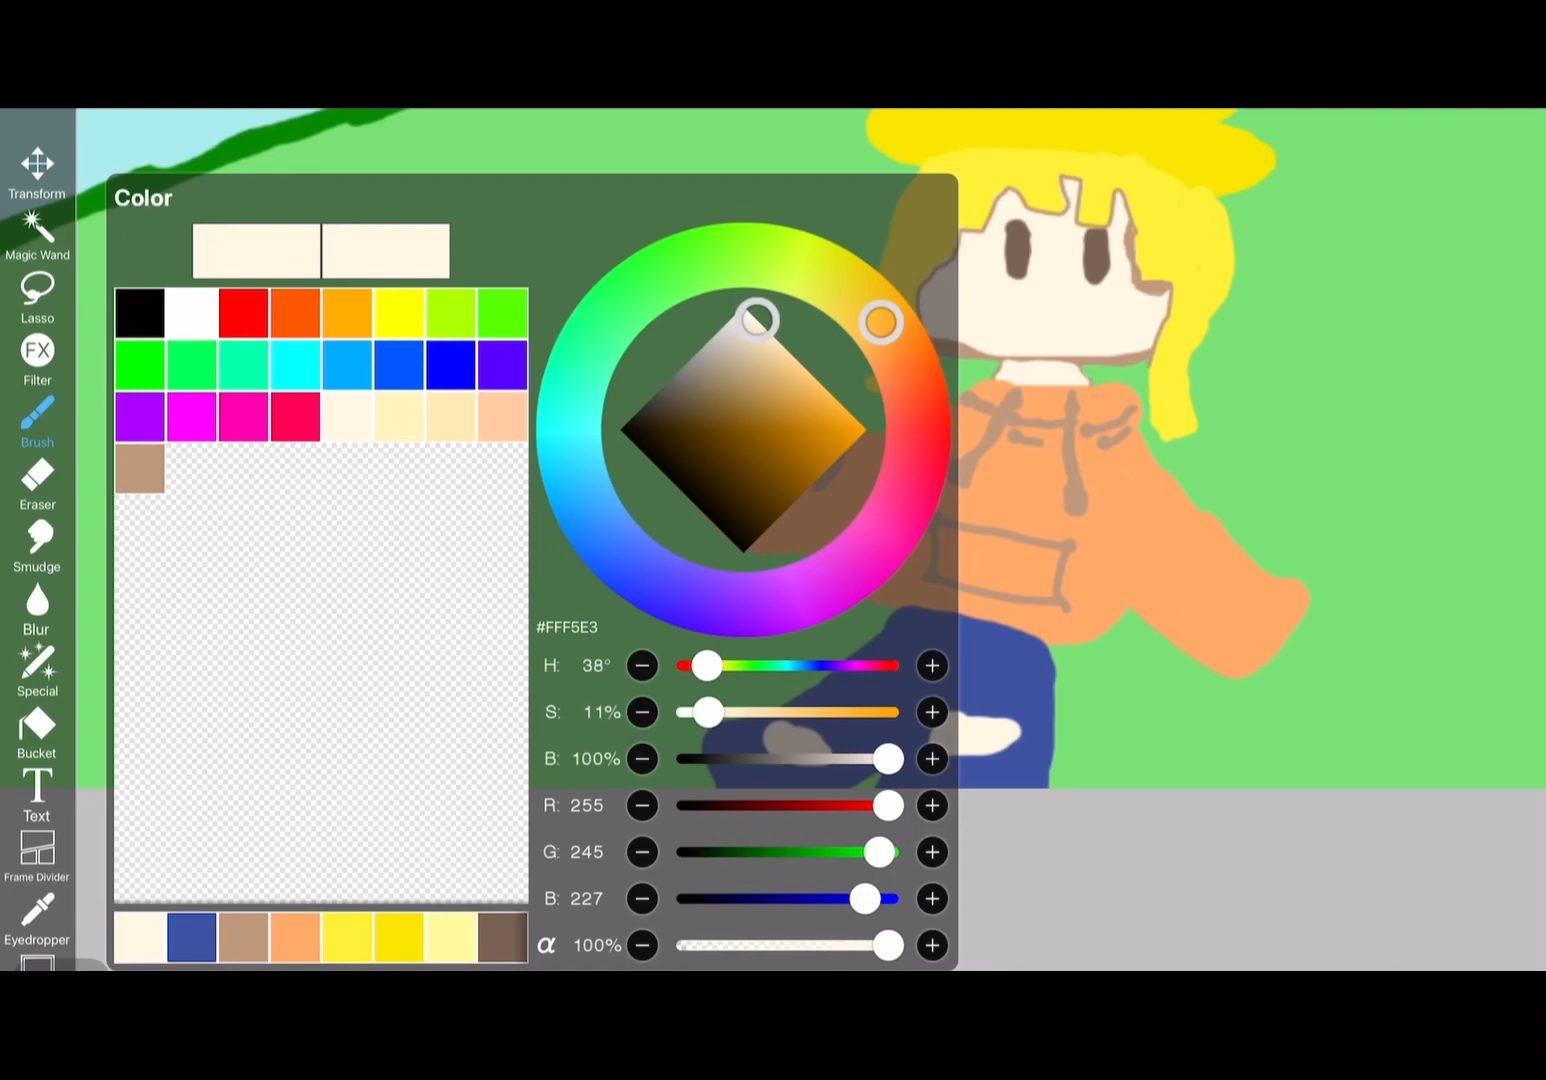 Transform
Magic Wand
Lasso
FX
Filter
Brush
Eraser
Smudge
Blur
Special
Bucket
T
Text
Frame Divider
Eyedropper
Color
#FFF5E3
H: 38° − +
S: 11% − +
B: 100% − +
R: 255 − +
G: 245 − +
B: 227 − +
α 100% − +